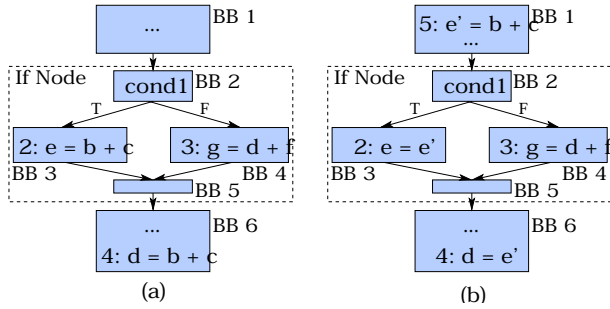 BB 1
...
If Node
BB 2
cond1
T
F
2: e = b + c
3: g = d + f
BB 3
BB 4
BB 5
BB 6
...
4: d = b + c
(a)
BB 1
5: e' = b + c
...
If Node
BB 2
cond1
T
F
2: e = e'
3: g = d + f
BB 3
BB 4
BB 5
BB 6
...
4: d = e'
(b)